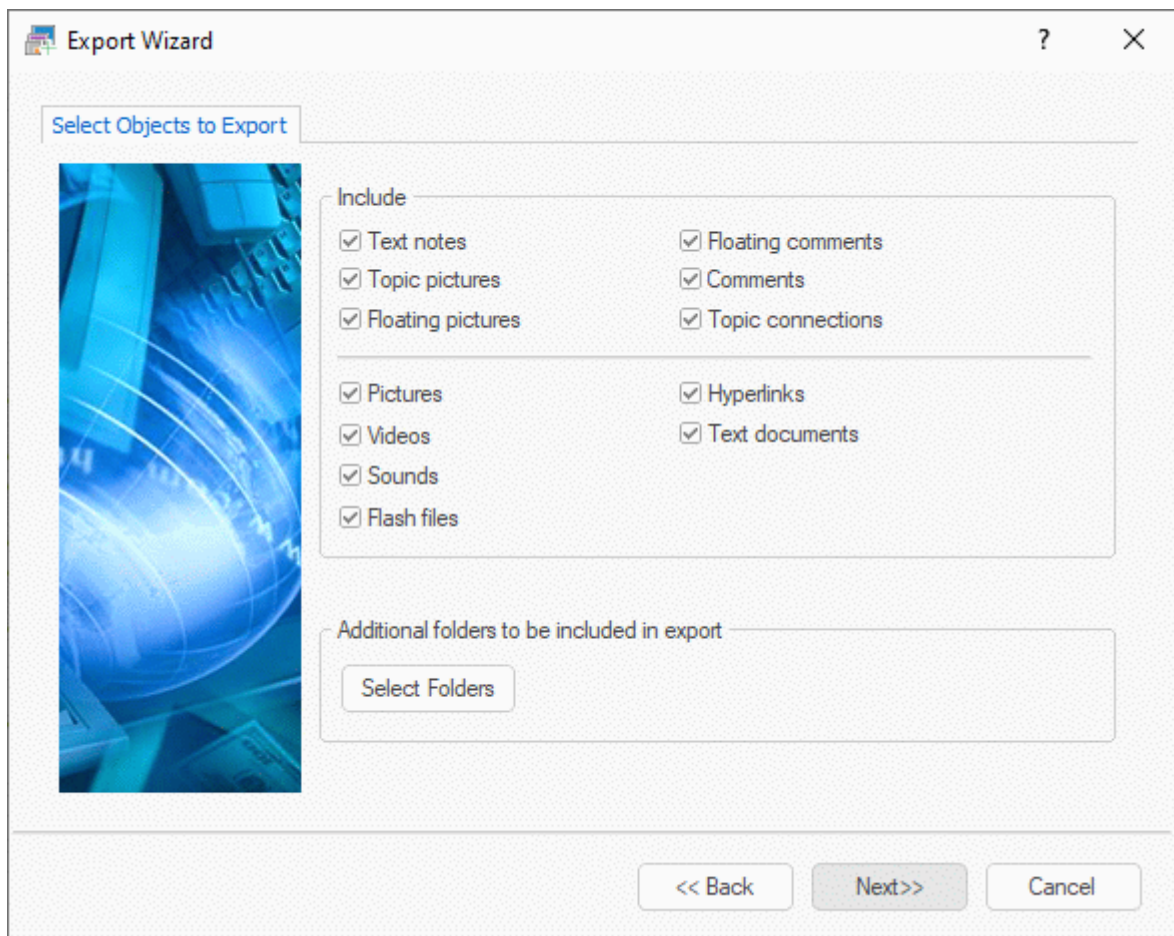 Export Wizard
?
Select Objects to Export
Include
Text notes
Floating comments
Topic pictures
Comments
Floating pictures
Topic connections
Pictures
Hyperlinks
Videos
Text documents
Sounds
Flash files
Additional folders to be included in export
Select Folders
<< Back
Next>>
Cancel